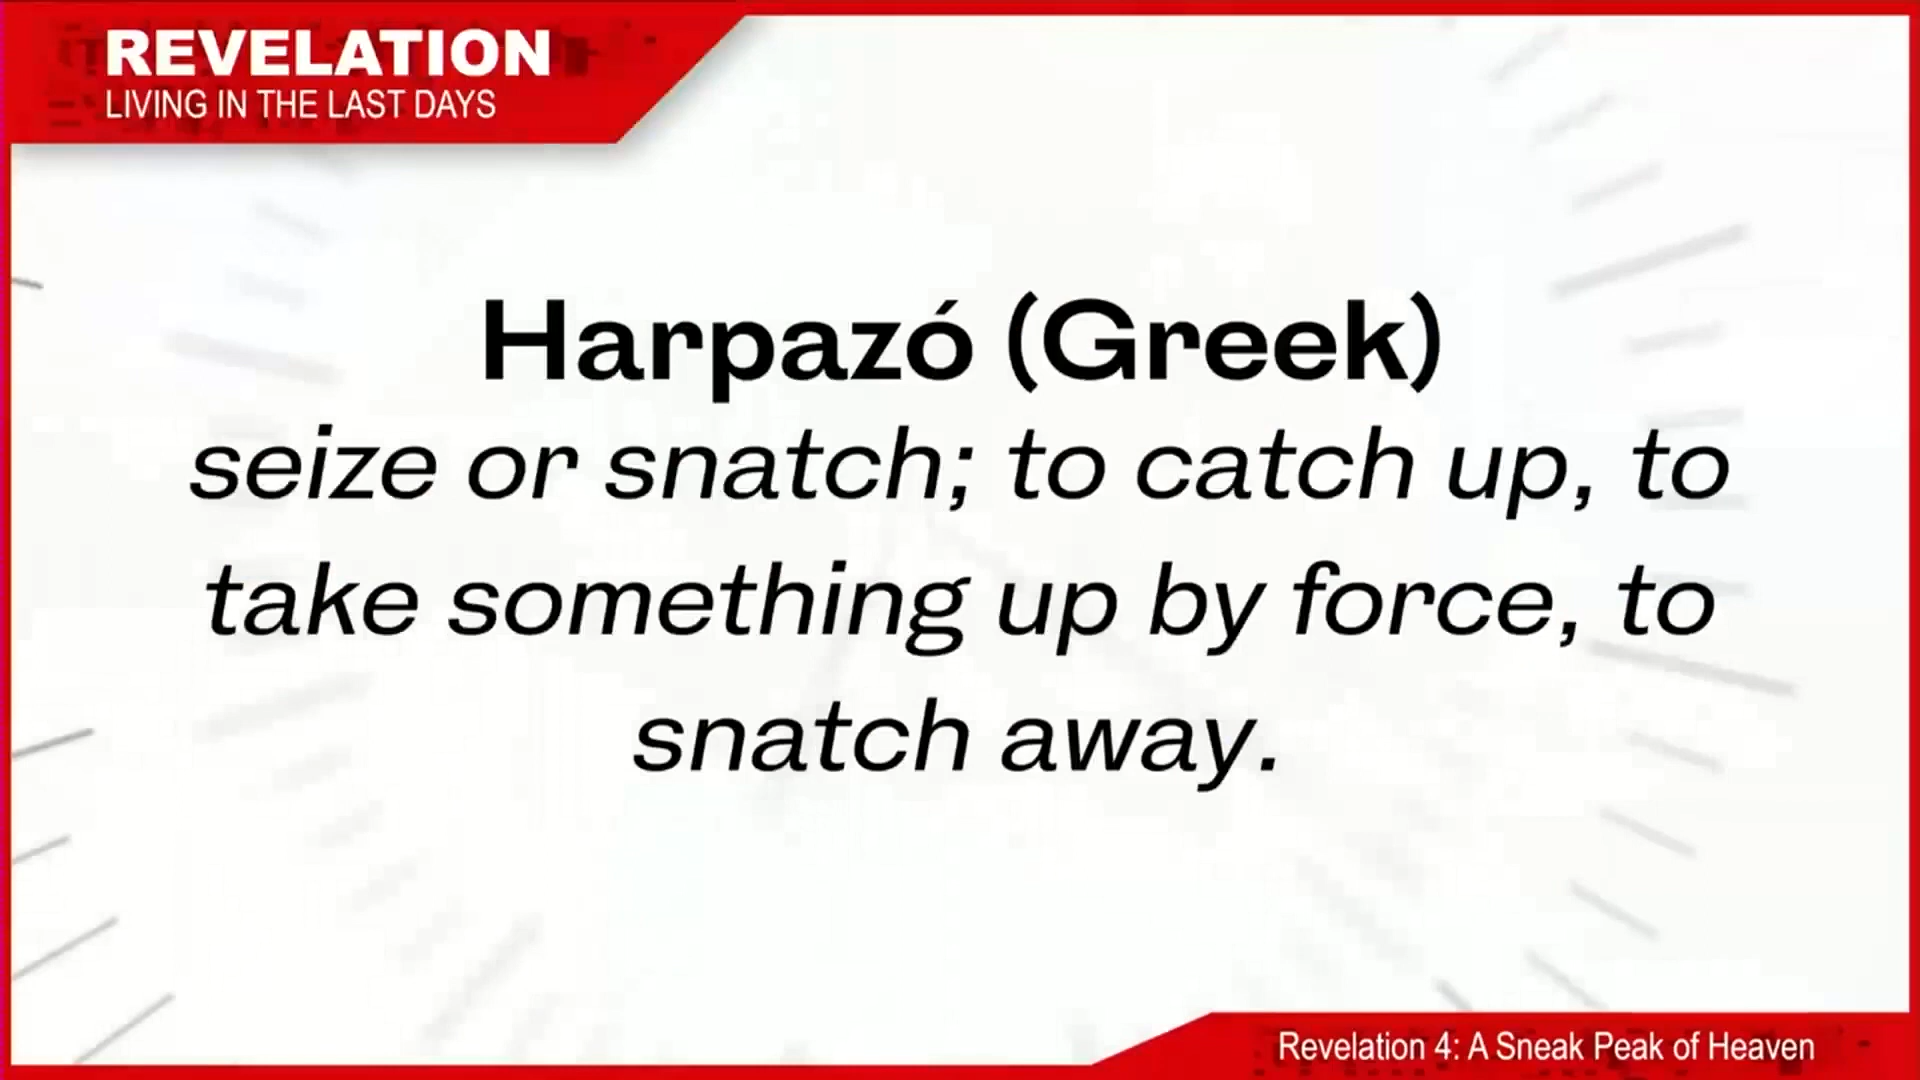 REVELATION
LIVING IN THE LAST DAYS
Harpazó (Greek)
seize or snatch; to catch up, to
take something up by force, to
snatch away.
Revelation 4: A Sneak Peak of Heaven